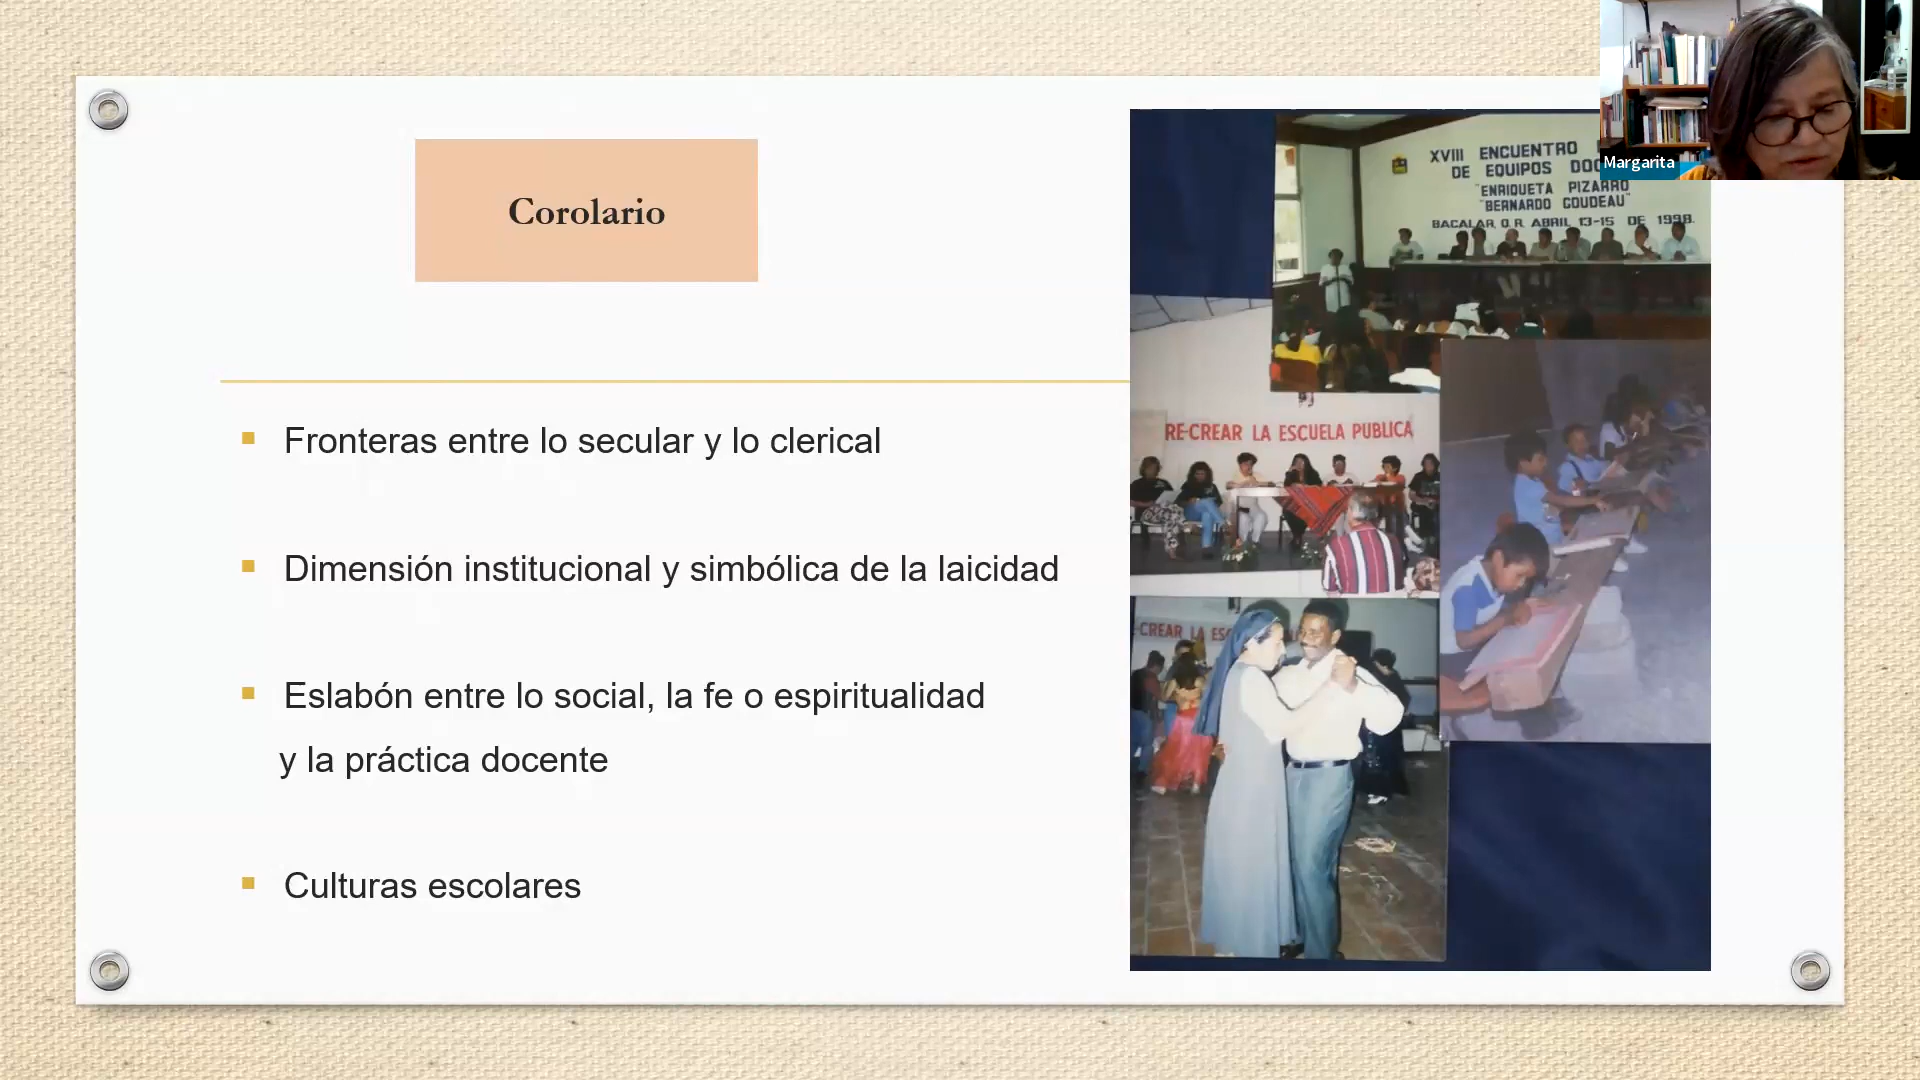 Corolario
Fronteras entre lo secular y lo clerical
Dimensión institucional y simbólica de la laicidad
Eslabón entre lo social, la fe o espiritualidad
y la práctica docente
Culturas escolares
XVIII ENCUENTRO
DE EQUIPOS
"ENRIQUETA PIZARRO"
"BERNARDO COUDEAU"
BACALAR, Q. R. ABRIL 13-15 DE 1998.
RE-CREAR LA ESCUELA PUBLICA
CREAR LA
Margarita